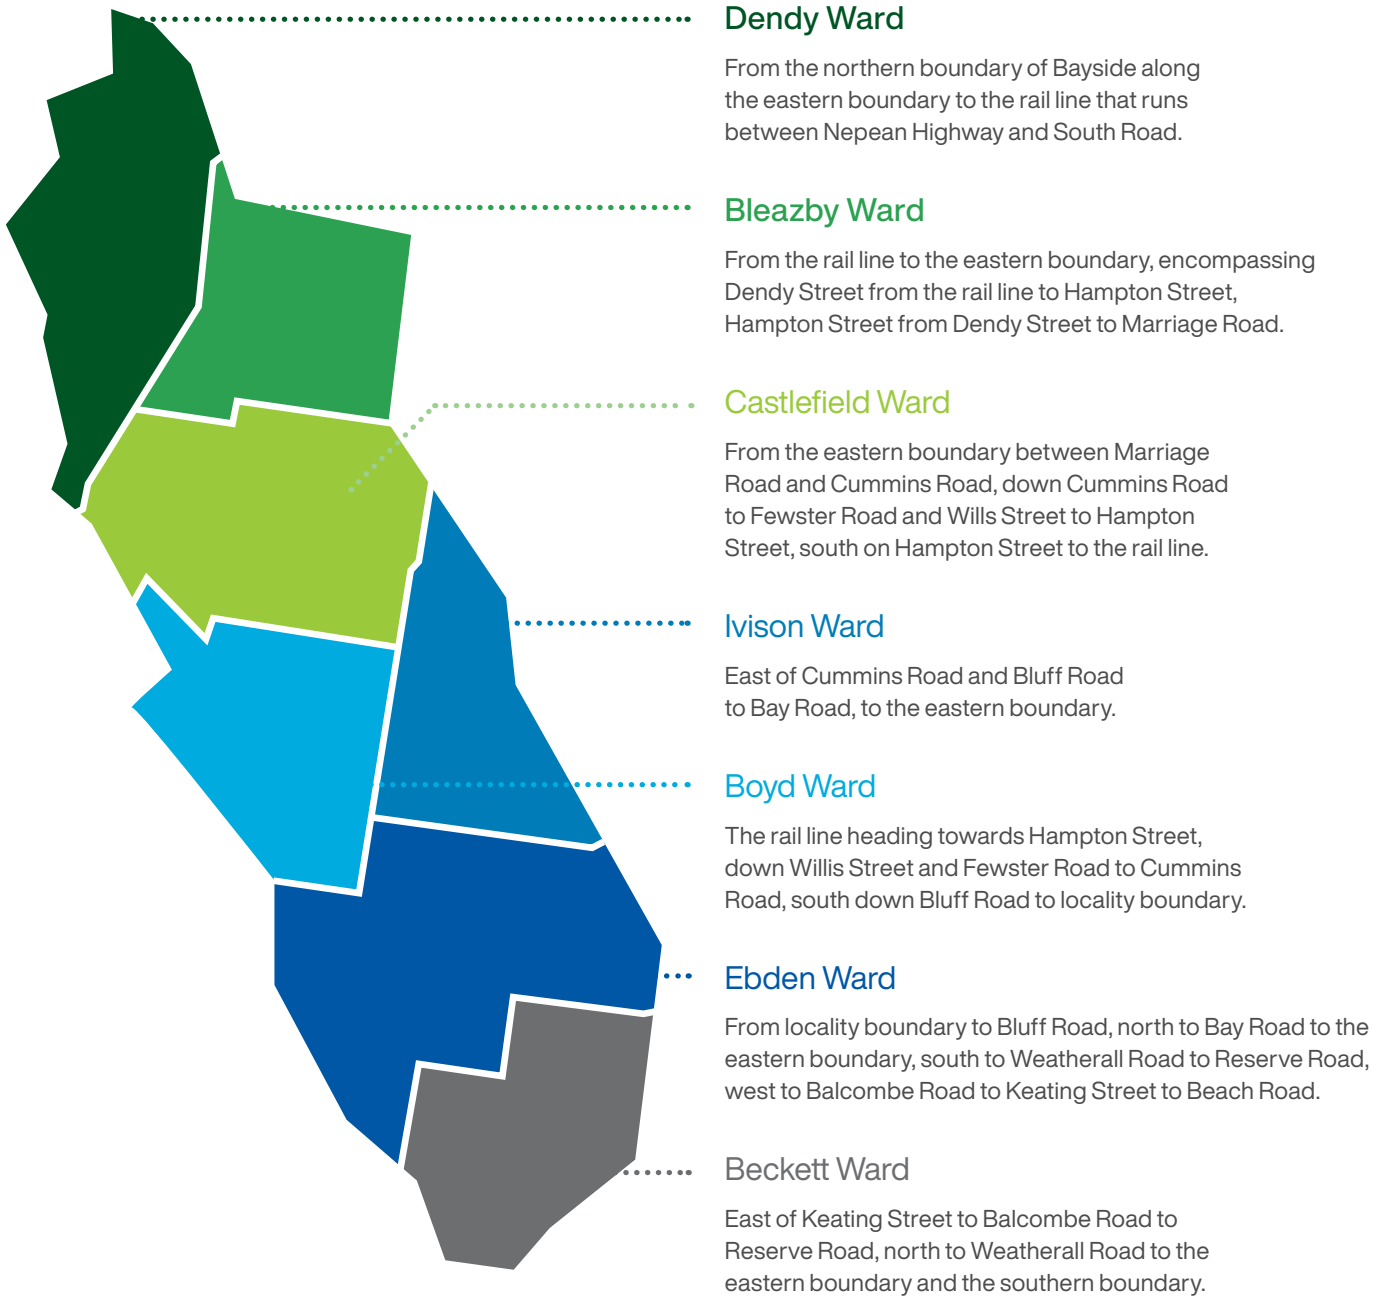 Dendy Ward
From the northern boundary of Bayside along
the eastern boundary to the rail line that runs
between Nepean Highway and South Road.
Bleazby Ward
From the rail line to the eastern boundary, encompassing
Dendy Street from the rail line to Hampton Street,
Hampton Street from Dendy Street to Marriage Road.
Castlefield Ward
From the eastern boundary between Marriage
Road and Cummins Road, down Cummins Road
to Fewster Road and Wills Street to Hampton
Street, south on Hampton Street to the rail line.
Ivison Ward
East of Cummins Road and Bluff Road
to Bay Road, to the eastern boundary.
Boyd Ward
The rail line heading towards Hampton Street,
down Willis Street and Fewster Road to Cummins
Road, south down Bluff Road to locality boundary.
Ebden Ward
From locality boundary to Bluff Road, north to Bay Road to the
eastern boundary, south to Weatherall Road to Reserve Road,
west to Balcombe Road to Keating Street to Beach Road.
Beckett Ward
East of Keating Street to Balcombe Road to
Reserve Road, north to Weatherall Road to the
eastern boundary and the southern boundary.